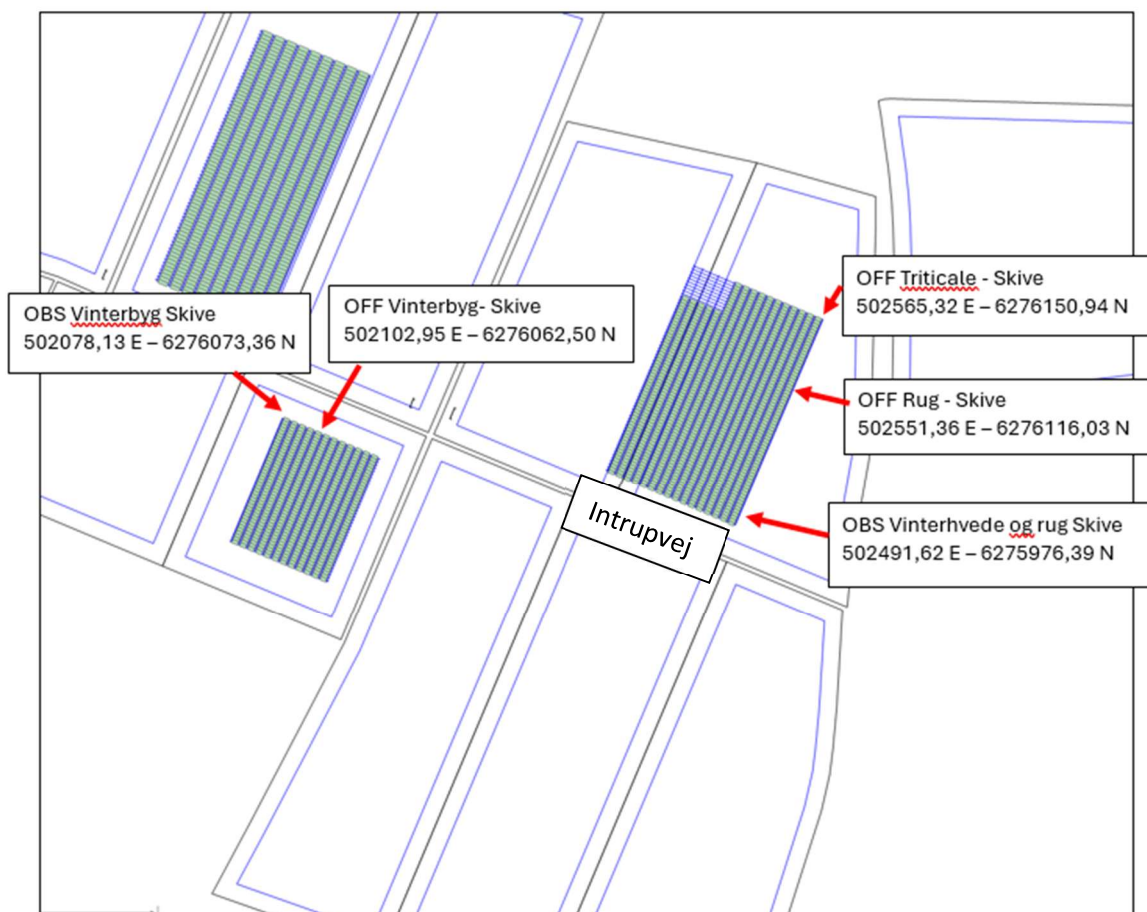 OBS Vinterbyg Skive
502078,13 E – 6276073,36 N
OFF Vinterbyg- Skive
502102,95 E – 6276062,50 N
OFF Triticale - Skive
502565,32 E – 6276150,94 N
OFF Rug - Skive
502551,36 E – 6276116,03 N
OBS Vinterhvede og rug Skive
502491,62 E – 6275976,39 N
Intrupvej